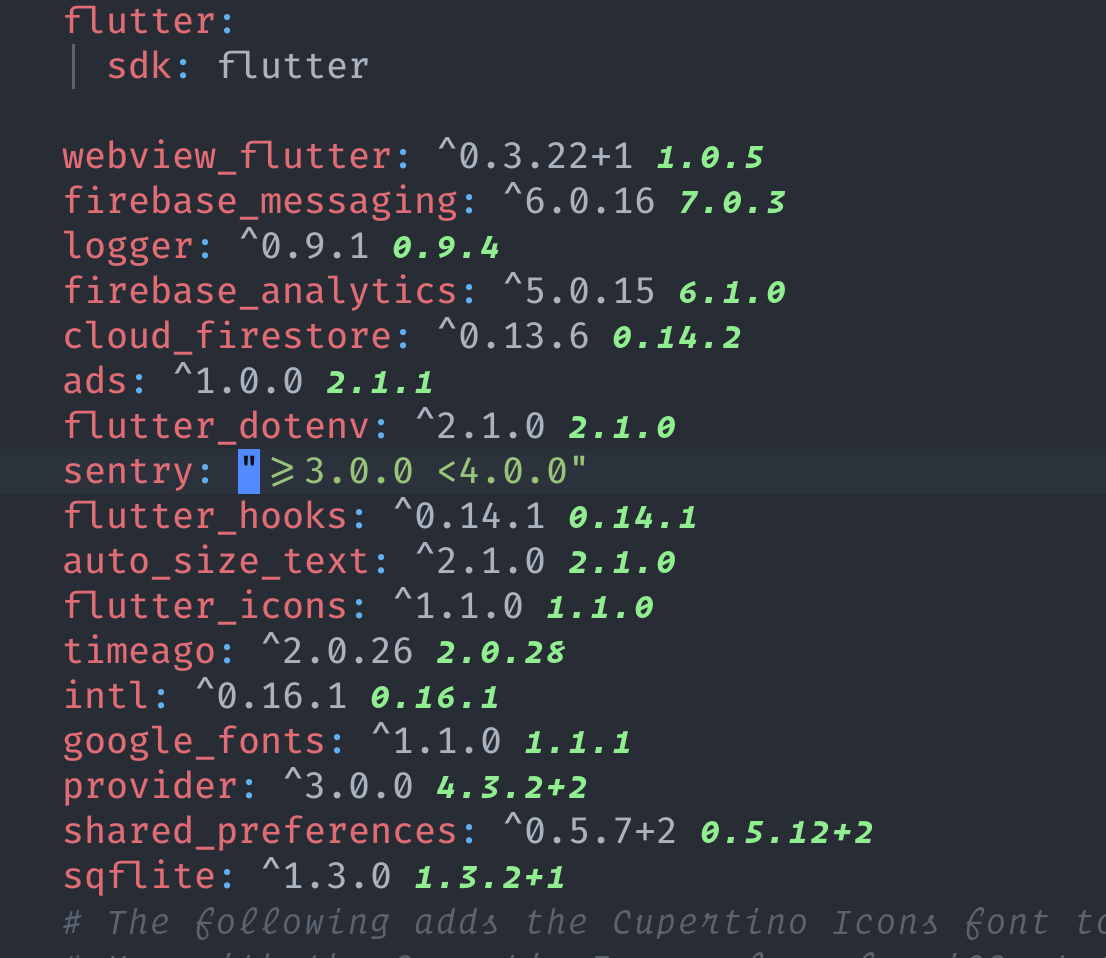 flutter:
sdk: flutter
webview_flutter: ^0.3.22+1 1.0.5
firebase_messaging: ^6.0.16 7.0.3
logger: ^0.9.1 0.9.4
firebase_analytics: ^5.0.15 6.1.0
cloud_firestore: ^0.13.6 0.14.2
ads: ^1.0.0 2.1.1
flutter_dotenv: ^2.1.0 2.1.0
sentry: ">=3.0.0 <4.0.0"
flutter_hooks: ^0.14.1 0.14.1
auto_size_text: ^2.1.0 2.1.0
flutter_icons: ^1.1.0 1.1.0
timeago: ^2.0.26 2.0.28
intl: ^0.16.1 0.16.1
google_fonts: ^1.1.0 1.1.1
provider: ^3.0.0 4.3.2+2
shared_preferences: ^0.5.7+2 0.5.12+2
sqflite: ^1.3.0 1.3.2+1
# The following adds the Cupertino Icons font to